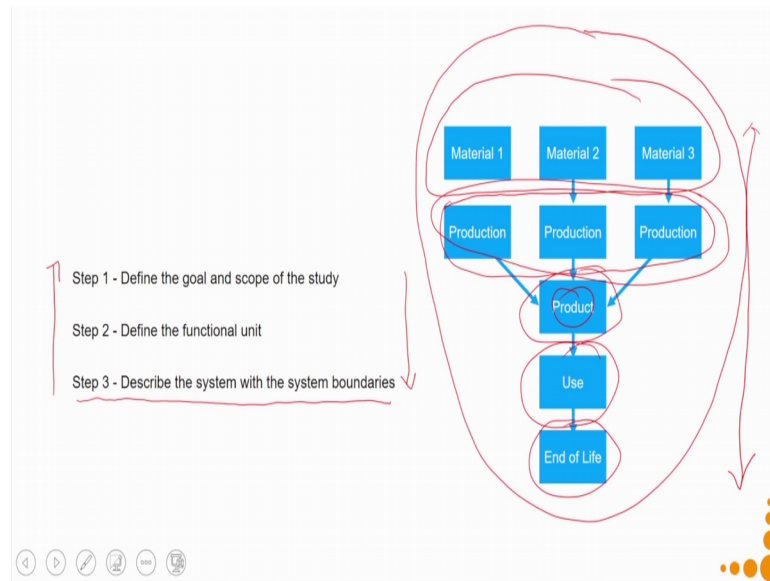 Material 1
Material 2
Material 3
Production
Production
Production
Step 1 - Define the goal and scope of the study
Product
Step 2 - Define the functional unit
Step 3 - Describe the system with the system boundaries
Use
End of Life